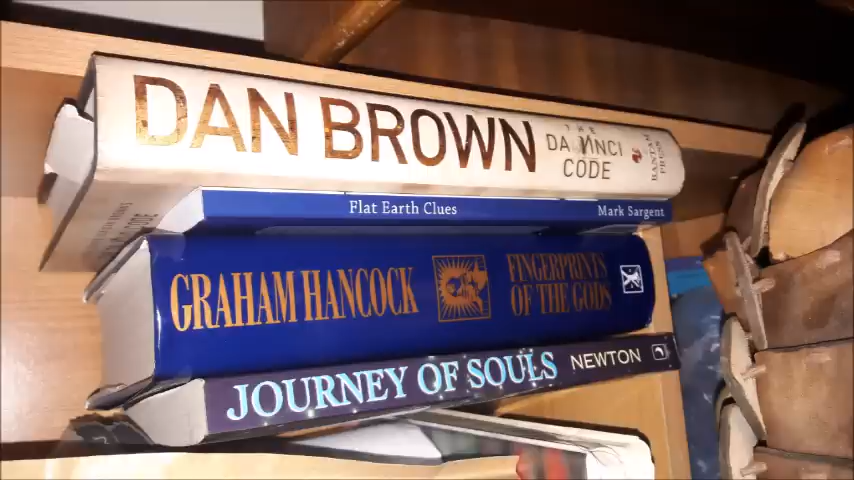 DAN BROWN
THE
DA VINCI
CODE
BANTAM
PRESS
Flat Earth Clues
Mark Sargent
GRAHAM HANCOCK
FINGERPRINTS
OF THE GODS
JOURNEY OF SOULS
NEWTON